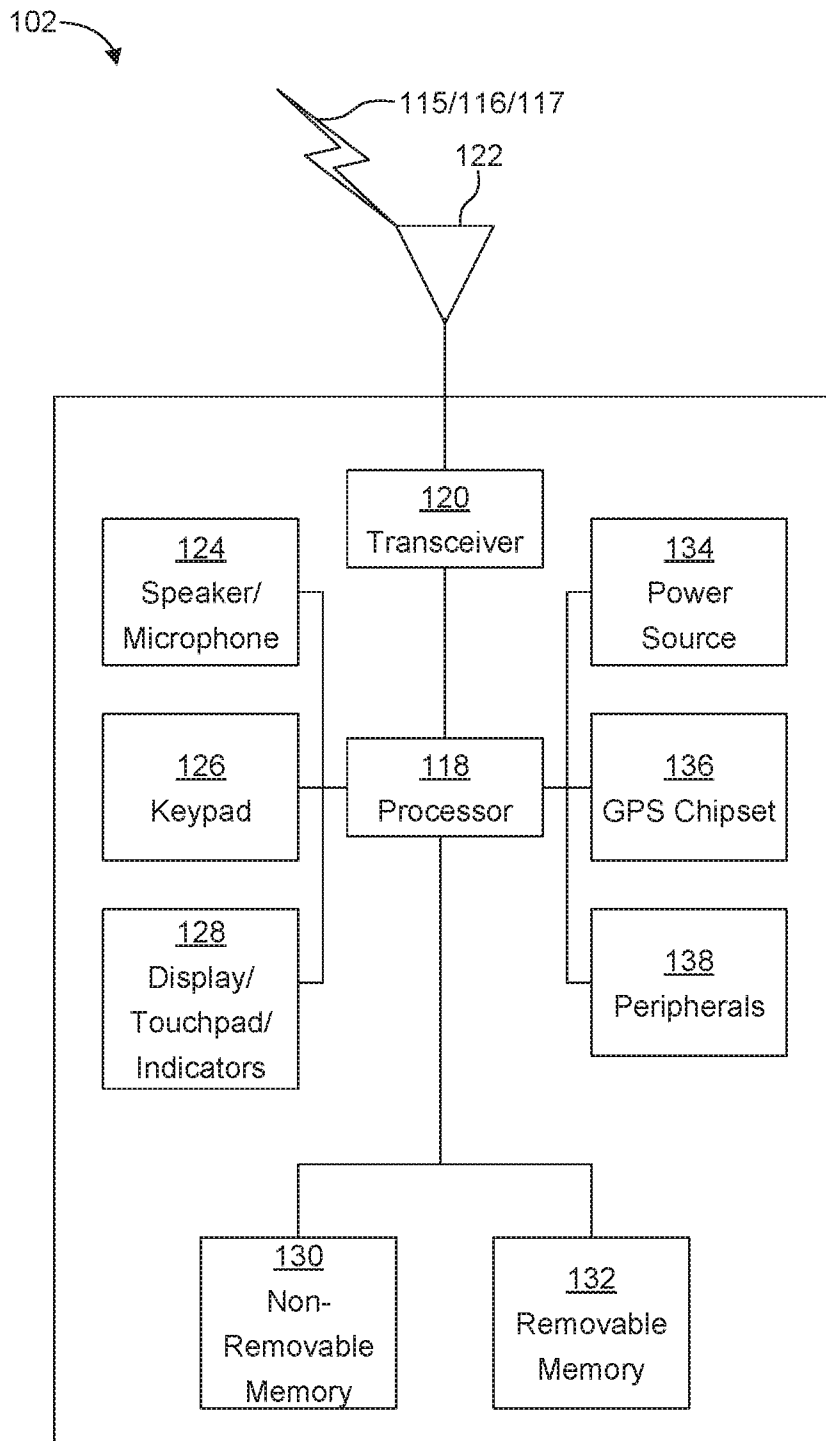 102
115/116/117
122
120
Transceiver
124
Speaker/
Microphone
134
Power
Source
126
Keypad
118
Processor
136
GPS Chipset
128
Display/
Touchpad/
Indicators
138
Peripherals
130
Non-
Removable
Memory
132
Removable
Memory